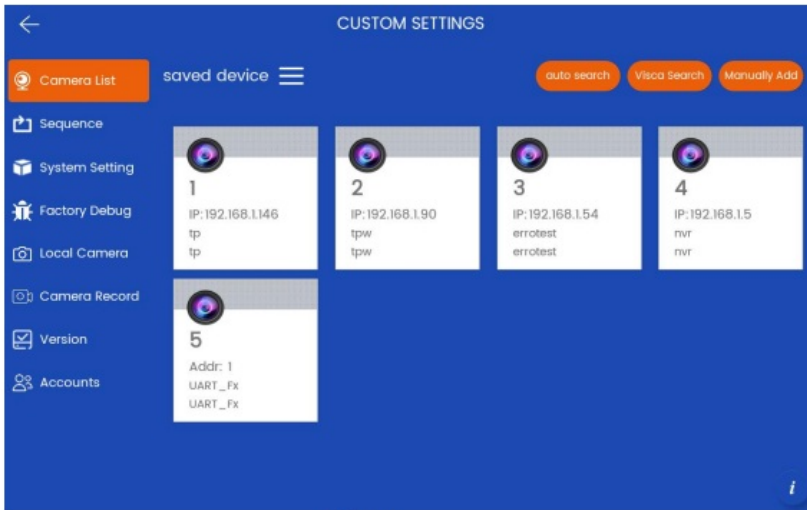 CUSTOM SETTINGS
Camera List
saved device
auto search
Visca Search
Manually Add
Sequence
System Setting
Factory Debug
Local Camera
Camera Record
Version
Accounts
1
IP:192.168.1.146
tp
tp
2
IP:192.168.1.90
tpw
tpw
3
IP:192.168.1.54
errotest
errotest
4
IP:192.168.1.5
nvr
nvr
5
Addr: 1
UART_Fx
UART_Fx
i